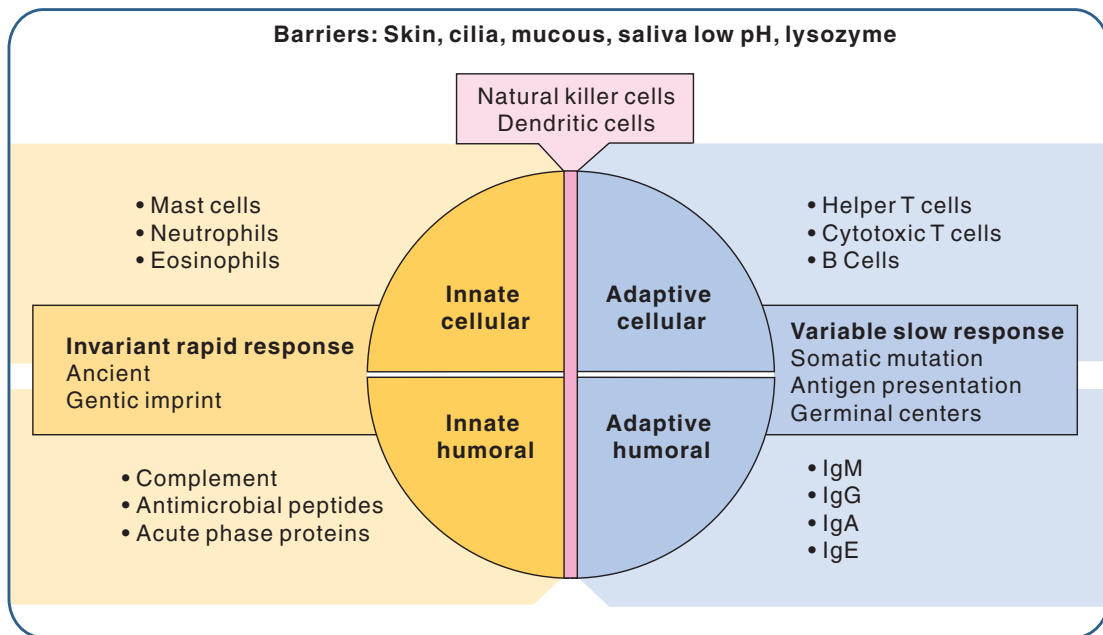 Barriers: Skin, cilia, mucous, saliva low pH, lysozyme
Natural killer cells
Dendritic cells
• Mast cells
• Neutrophils
• Eosinophils
• Helper T cells
• Cytotoxic T cells
• B Cells
Innate
cellular
Adaptive
cellular
Invariant rapid response
Ancient
Gentic imprint
Variable slow response
Somatic mutation
Antigen presentation
Germinal centers
Innate
humoral
Adaptive
humoral
• Complement
• Antimicrobial peptides
• Acute phase proteins
• IgM
• IgG
• IgA
• IgE